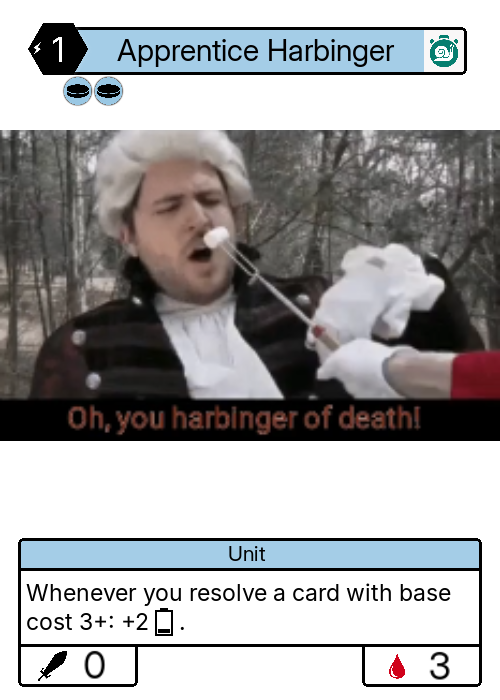 1 Apprentice Harbinger
Oh, you harbinger of death!
Unit
Whenever you resolve a card with base
cost 3+: +2 .
0 3